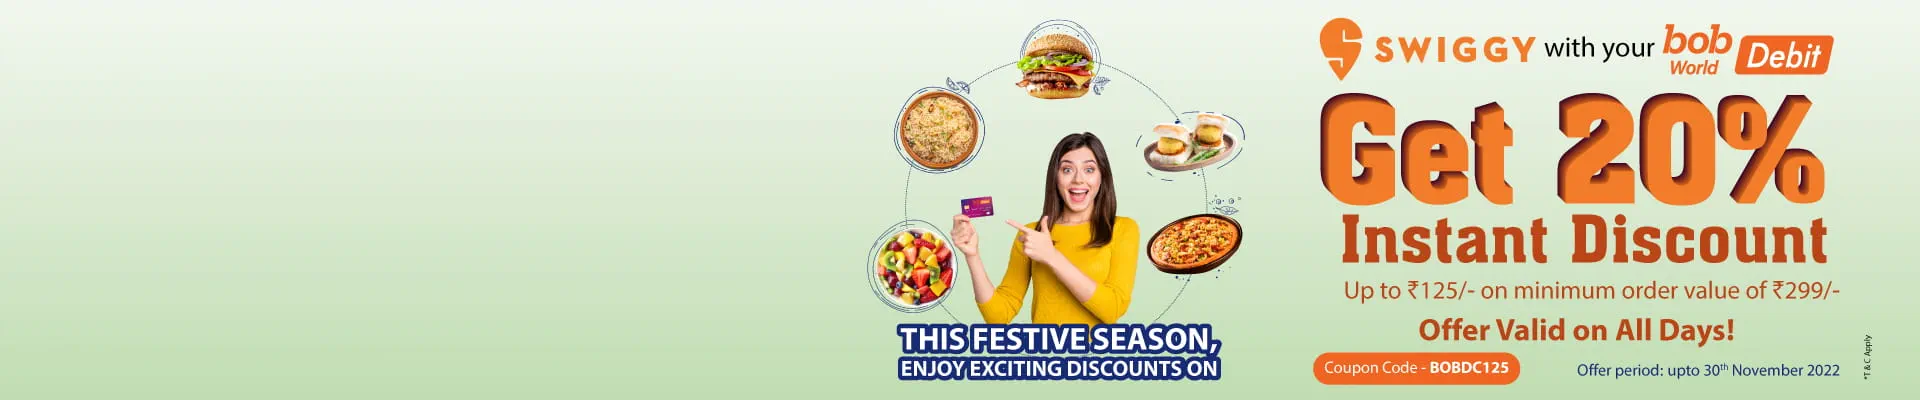 THIS FESTIVE SEASON,
ENJOY EXCITING DISCOUNTS ON
SWIGGY with your bob World Debit
Get 20%
Instant Discount
Up to ₹125/- on minimum order value of ₹299/-
Offer Valid on All Days!
Coupon Code - BOBDC125
Offer period: upto 30th November 2022
*T & C Apply